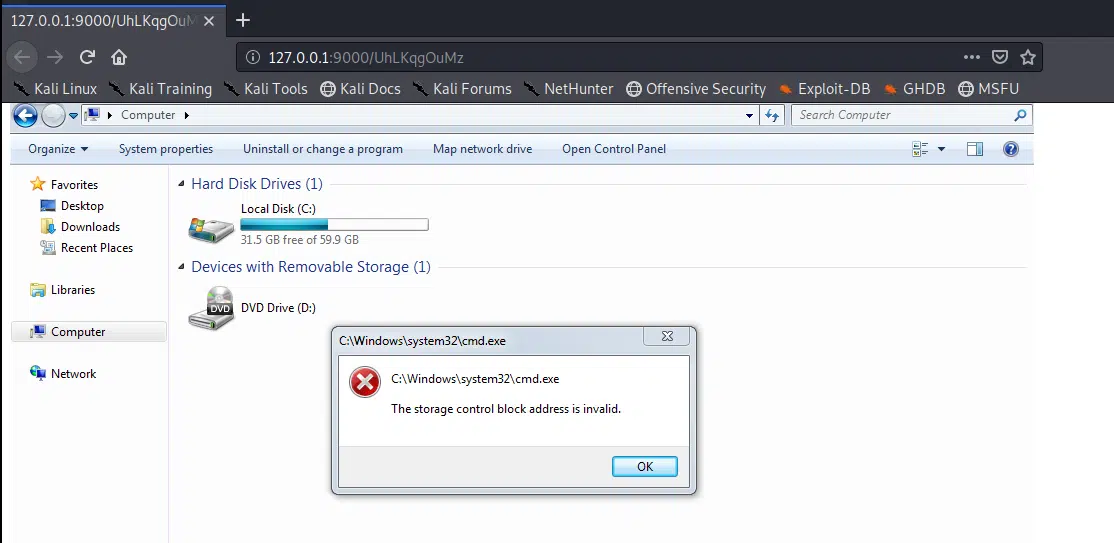 127.0.0.1:9000/UhLKqgOuM
127.0.0.1:9000/UhLKqgOuMz
Kali Linux Kali Training Kali Tools Kali Docs Kali Forums NetHunter Offensive Security Exploit-DB GHDB MSFU
Computer Search Computer
Organize System properties Uninstall or change a program Map network drive Open Control Panel
Favorites
Desktop
Downloads
Recent Places
Libraries
Computer
Network
Hard Disk Drives (1)
Local Disk (C:)
31.5 GB free of 59.9 GB
Devices with Removable Storage (1)
DVD
DVD Drive (D:)
C:\Windows\system32\cmd.exe
C:\Windows\system32\cmd.exe
The storage control block address is invalid.
OK